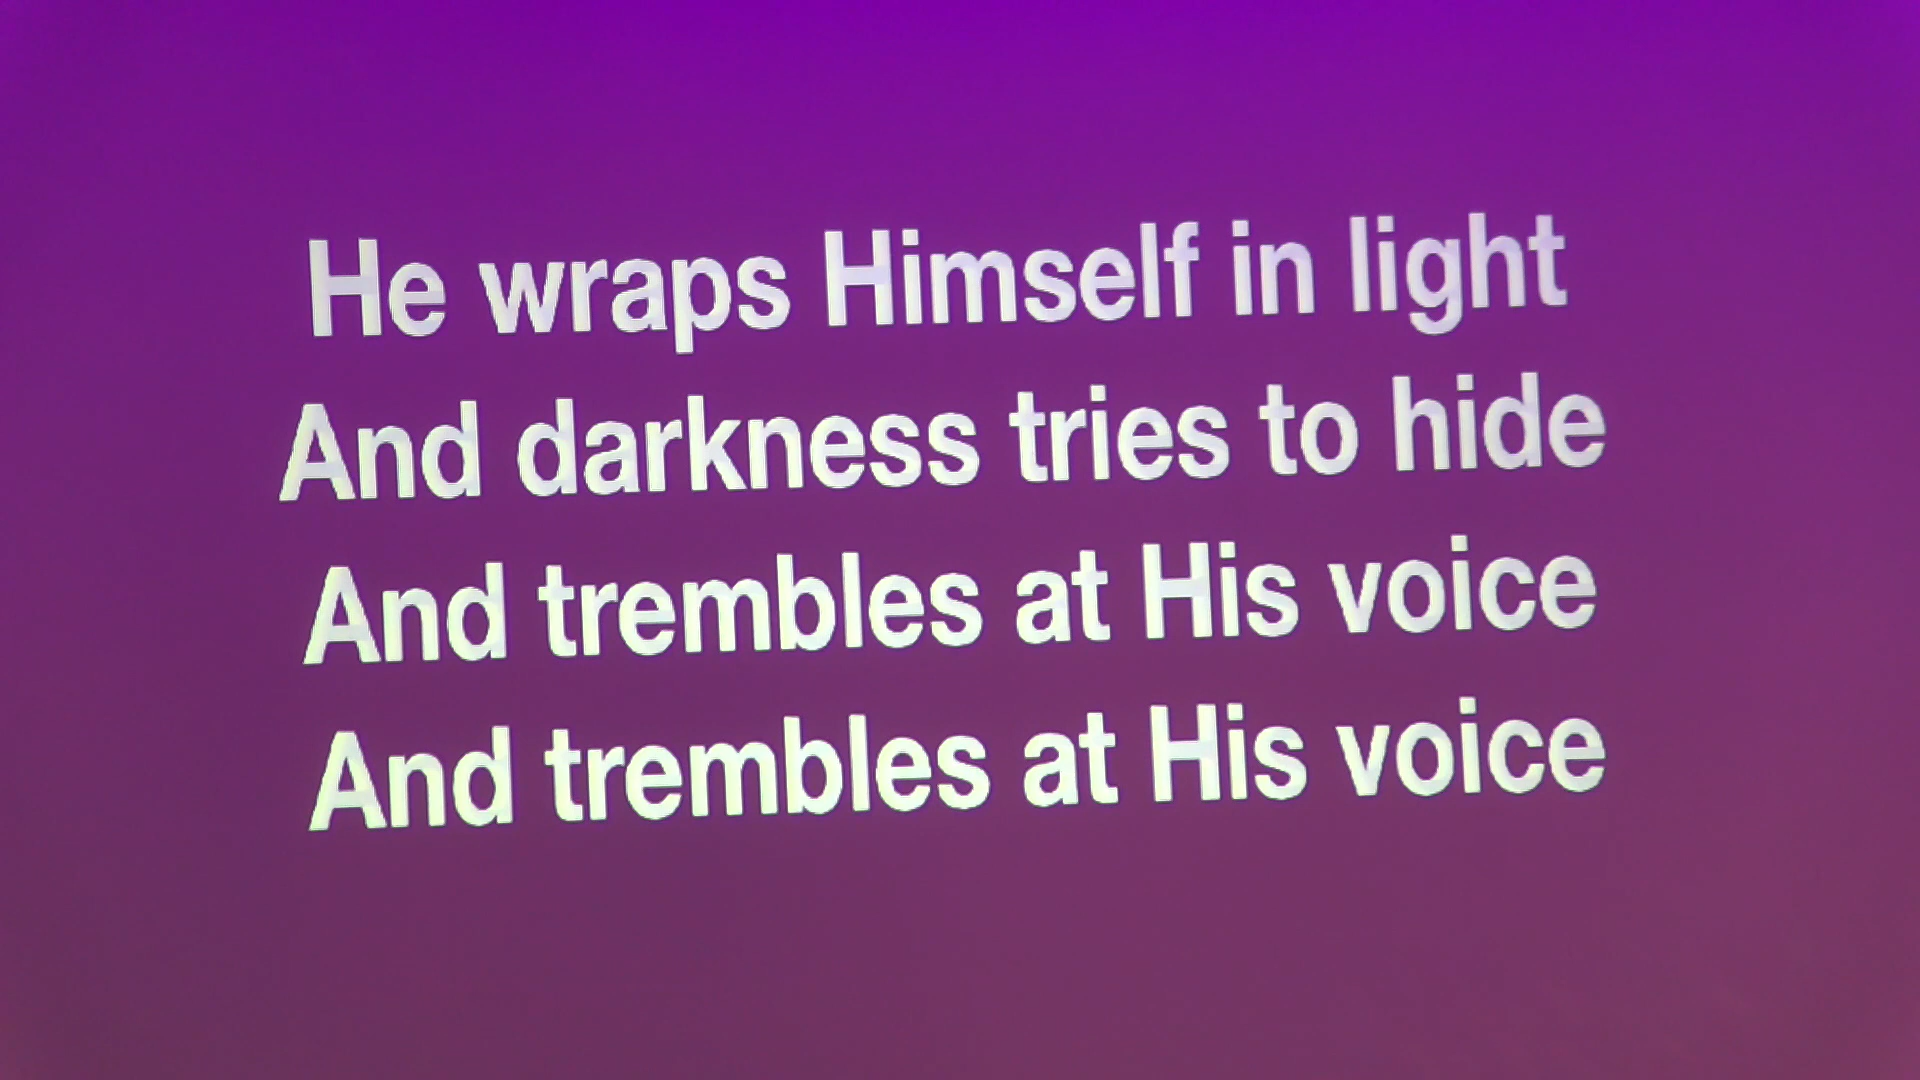 He wraps Himself in light
And darkness tries to hide
And trembles at His voice
And trembles at His voice